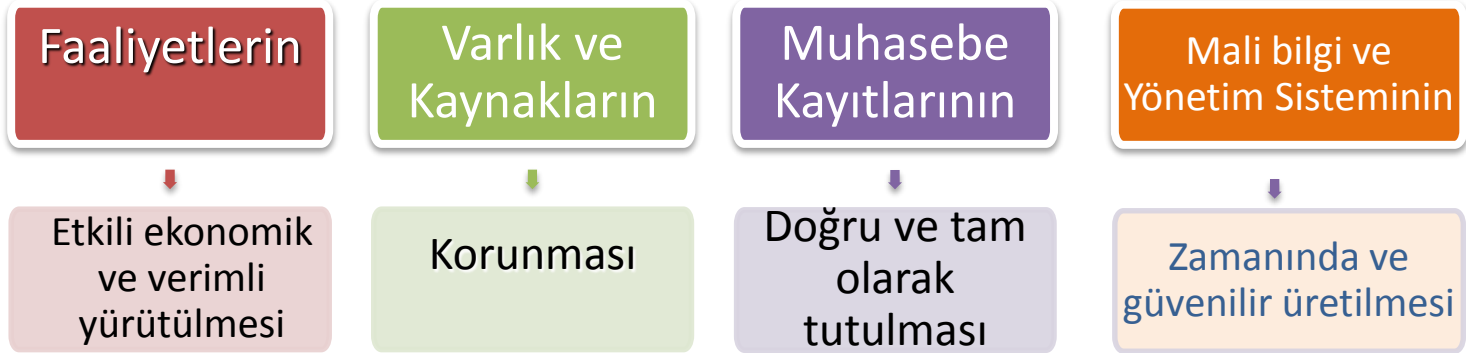 Faaliyetlerin
Etkili ekonomik
ve verimli
yürütülmesi
Varlık ve
Kaynakların
Korunması
Muhasebe
Kayıtlarının
Doğru ve tam
olarak
tutulması
Mali bilgi ve
Yönetim Sisteminin
Zamanında ve
güvenilir üretilmesi